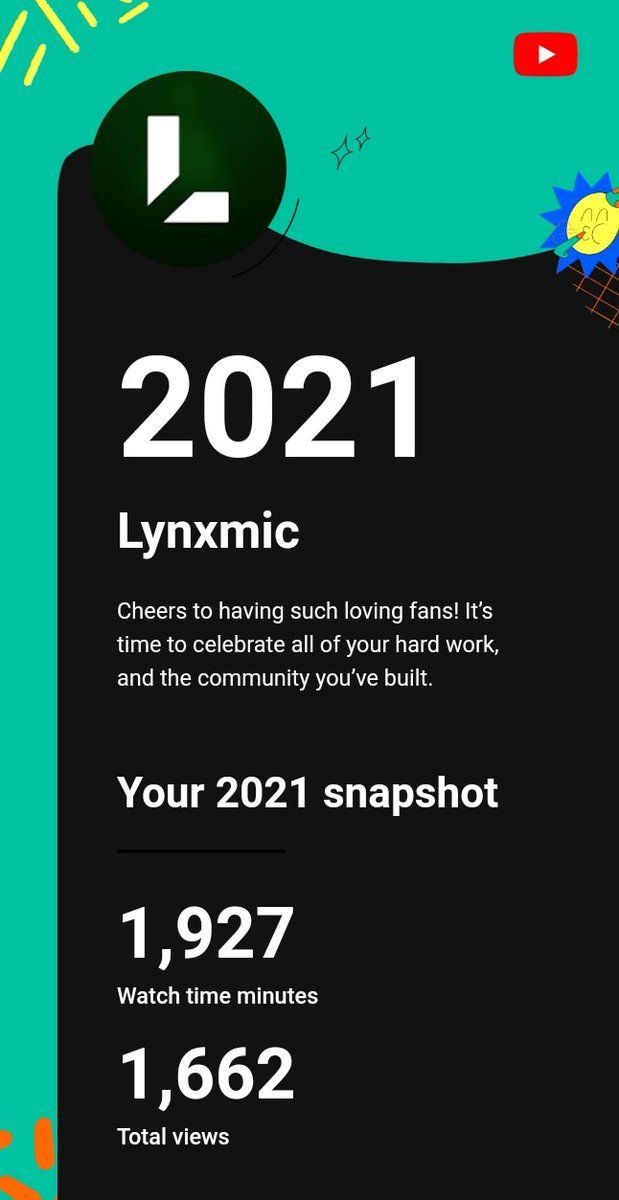 2021
Lynxmic
Cheers to having such loving fans! It’s
time to celebrate all of your hard work,
and the community you’ve built.
Your 2021 snapshot
1,927
Watch time minutes
1,662
Total views